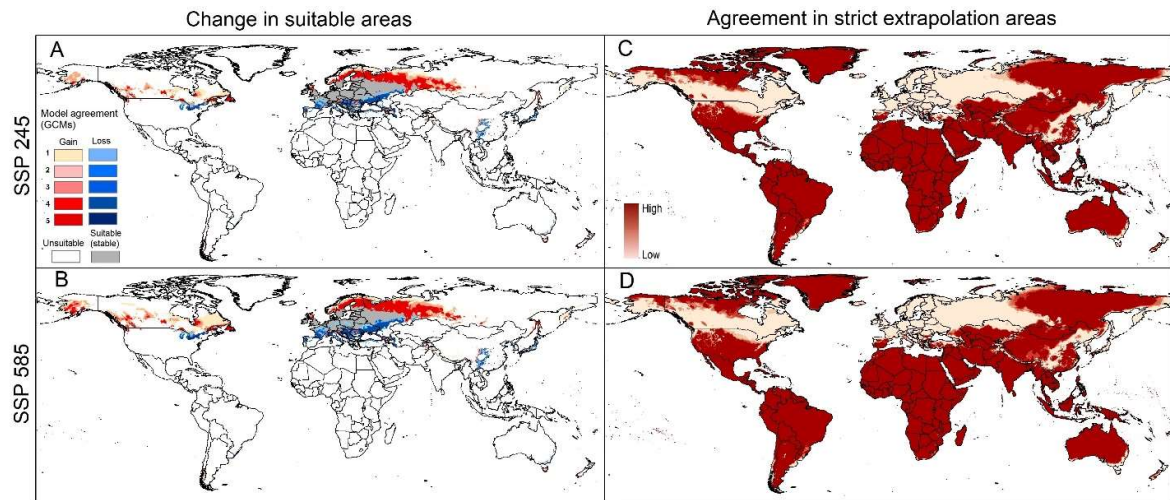 Change in suitable areas
Agreement in strict extrapolation areas
SSP 245
A
Model agreement
(GCMs)
Gain Loss
1
2
3
4
5
Unsuitable Suitable
(stable)
C
High
Low
SSP 585
B
D